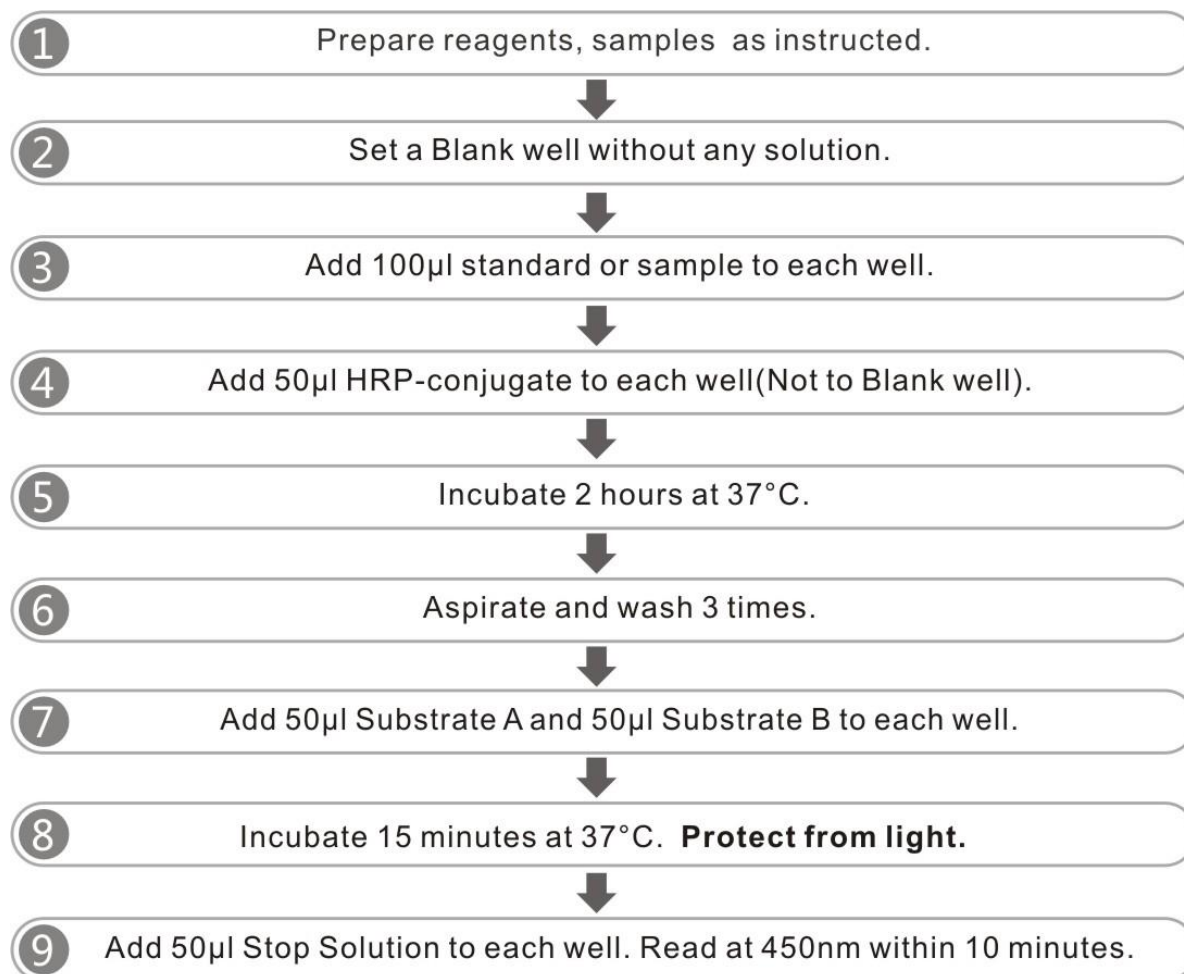 1 Prepare reagents, samples as instructed.
2 Set a Blank well without any solution.
3 Add 100μl standard or sample to each well.
4 Add 50μl HRP-conjugate to each well(Not to Blank well).
5 Incubate 2 hours at 37°C.
6 Aspirate and wash 3 times.
7 Add 50μl Substrate A and 50μl Substrate B to each well.
8 Incubate 15 minutes at 37°C. Protect from light.
9 Add 50μl Stop Solution to each well. Read at 450nm within 10 minutes.